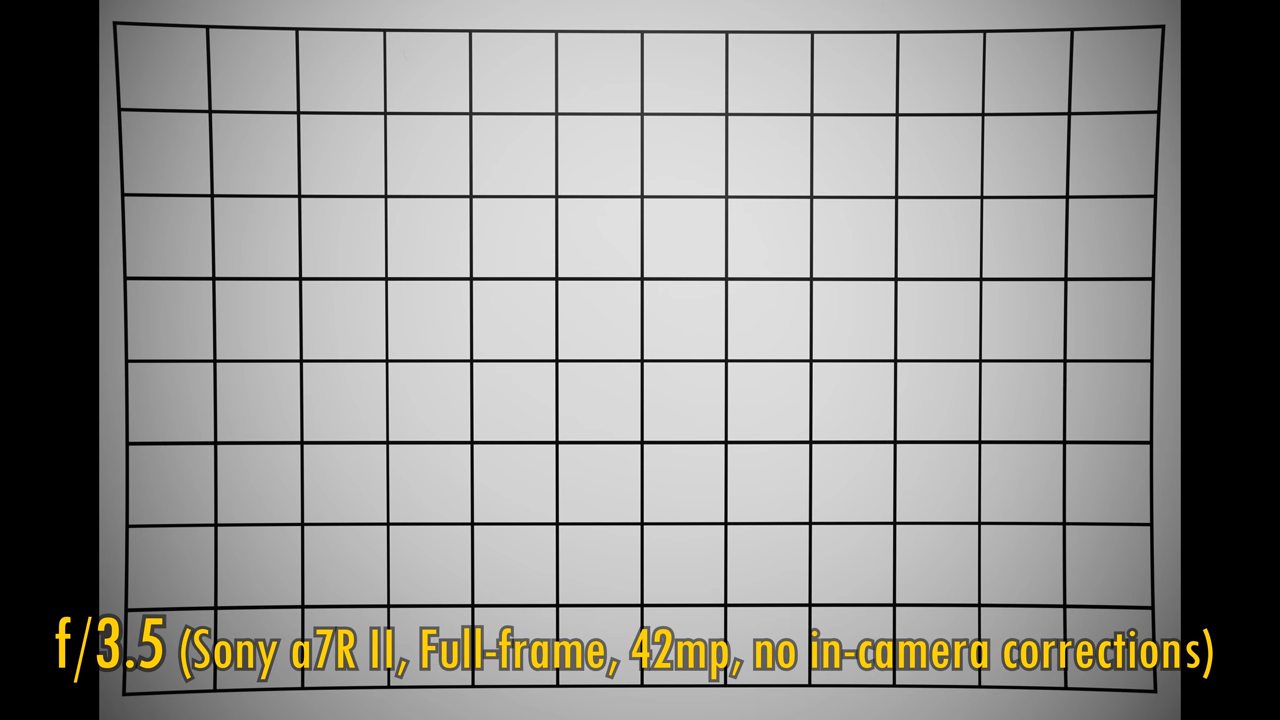 f/3.5 (Sony a7R II, Full-frame, 42mp, no in-camera corrections)